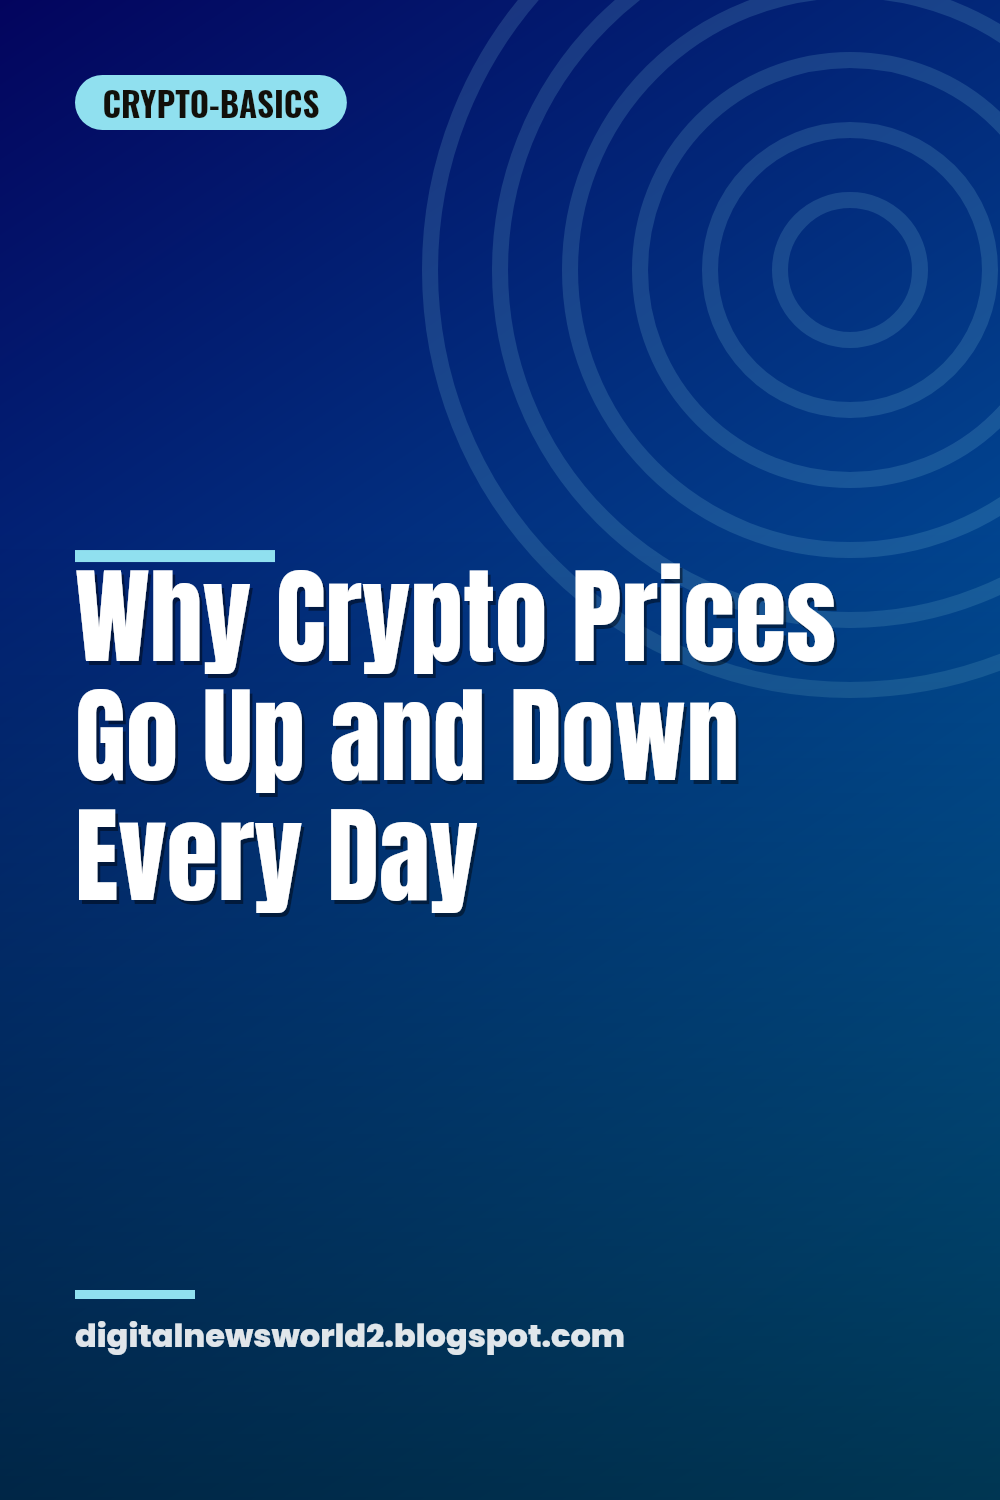 CRYPTO-BASICS
Why Crypto Prices
Go Up and Down
Every Day
digitalnewsworld2.blogspot.com